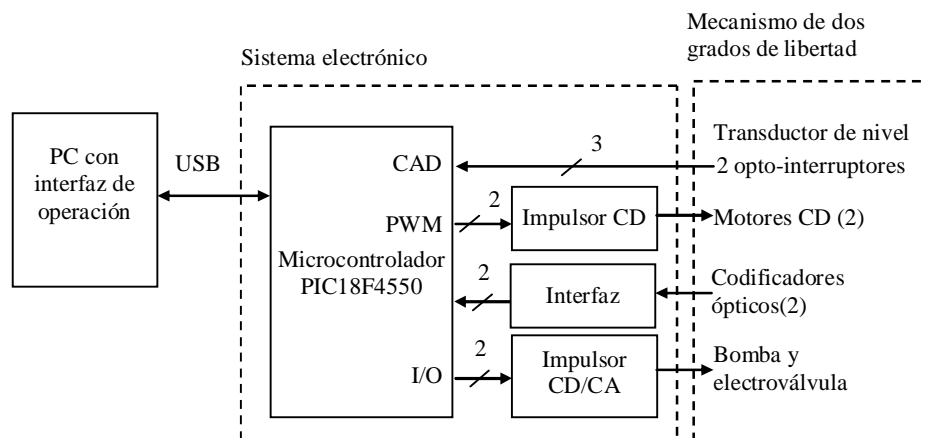 Mecanismo de dos
grados de libertad
Sistema electrónico
PC con
interfaz de
operación
USB
CAD
3
Transductor de nivel
2 opto-interruptores
PWM
2
Impulsor CD
Motores CD (2)
Microcontrolador
PIC18F4550
2
Interfaz
Codificadores
ópticos(2)
I/O
2
Impulsor
CD/CA
Bomba y
electroválvula